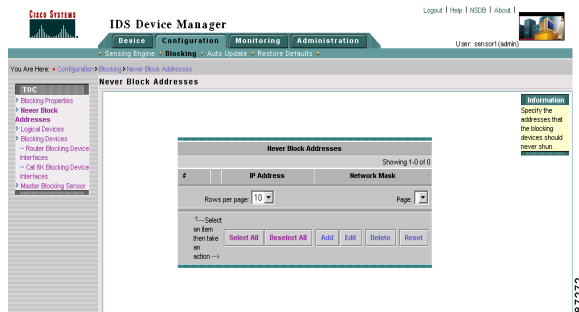 CISCO SYSTEMS
IDS Device Manager
Logout | Help | NSDB | About |
Device Configuration Monitoring Administration
User: sensor1 (admin)
Sensing Engine Blocking Auto Update Restore Defaults
You Are Here: Configuration > Blocking > Never Block Addresses
Never Block Addresses
TOC
Blocking Properties
Never Block
Addresses
Logical Devices
Blocking Devices
Router Blocking Device
Interfaces
Cat 6K Blocking Device
Interfaces
Master Blocking Sensor
Never Block Addresses
Showing 1-0 of 0
# IP Address Network Mask
Rows per page: 10 Page:
Select
an item
then take
an
action -->
Select All Deselect All Add Edit Delete Reset
Information
Specify the
addresses that
the blocking
devices should
never shun.